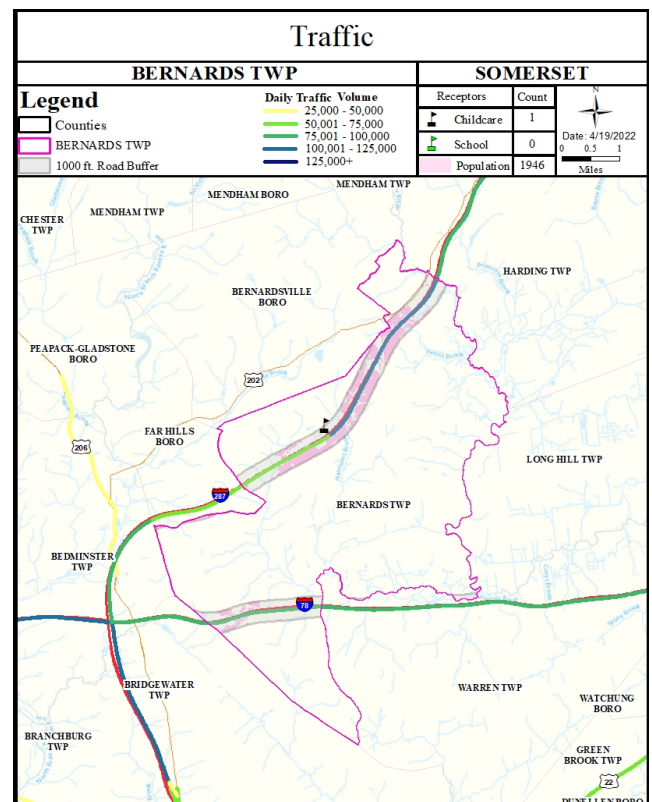 Traffic
BERNARDS TWP
SOMERSET
Legend
Counties
BERNARDS TWP
1000 ft. Road Buffer
Daily Traffic Volume
25,000 - 50,000
50,001 - 75,000
75,001 - 100,000
100,001 - 125,000
125,000+
Receptors Count
Childcare 1
School 0
Population 1946
N
Date: 4/19/2022
0 0.5 1
Miles
MENDHAM TWP
MENDHAM BORO
MENDHAM TWP
CHESTER
TWP
HARDING TWP
BERNARDSVILLE
BORO
PEAPACK-GLADSTONE
BORO
202
FAR HILLS
BORO
206
LONG HILL TWP
287
BERNARDS TWP
BEDMINSTER
TWP
78
BRIDGEWATER
TWP
WARREN TWP
WATCHUNG
BORO
BRANCHBURG
TWP
GREEN
BROOK TWP
22
DUNELLEN BORO